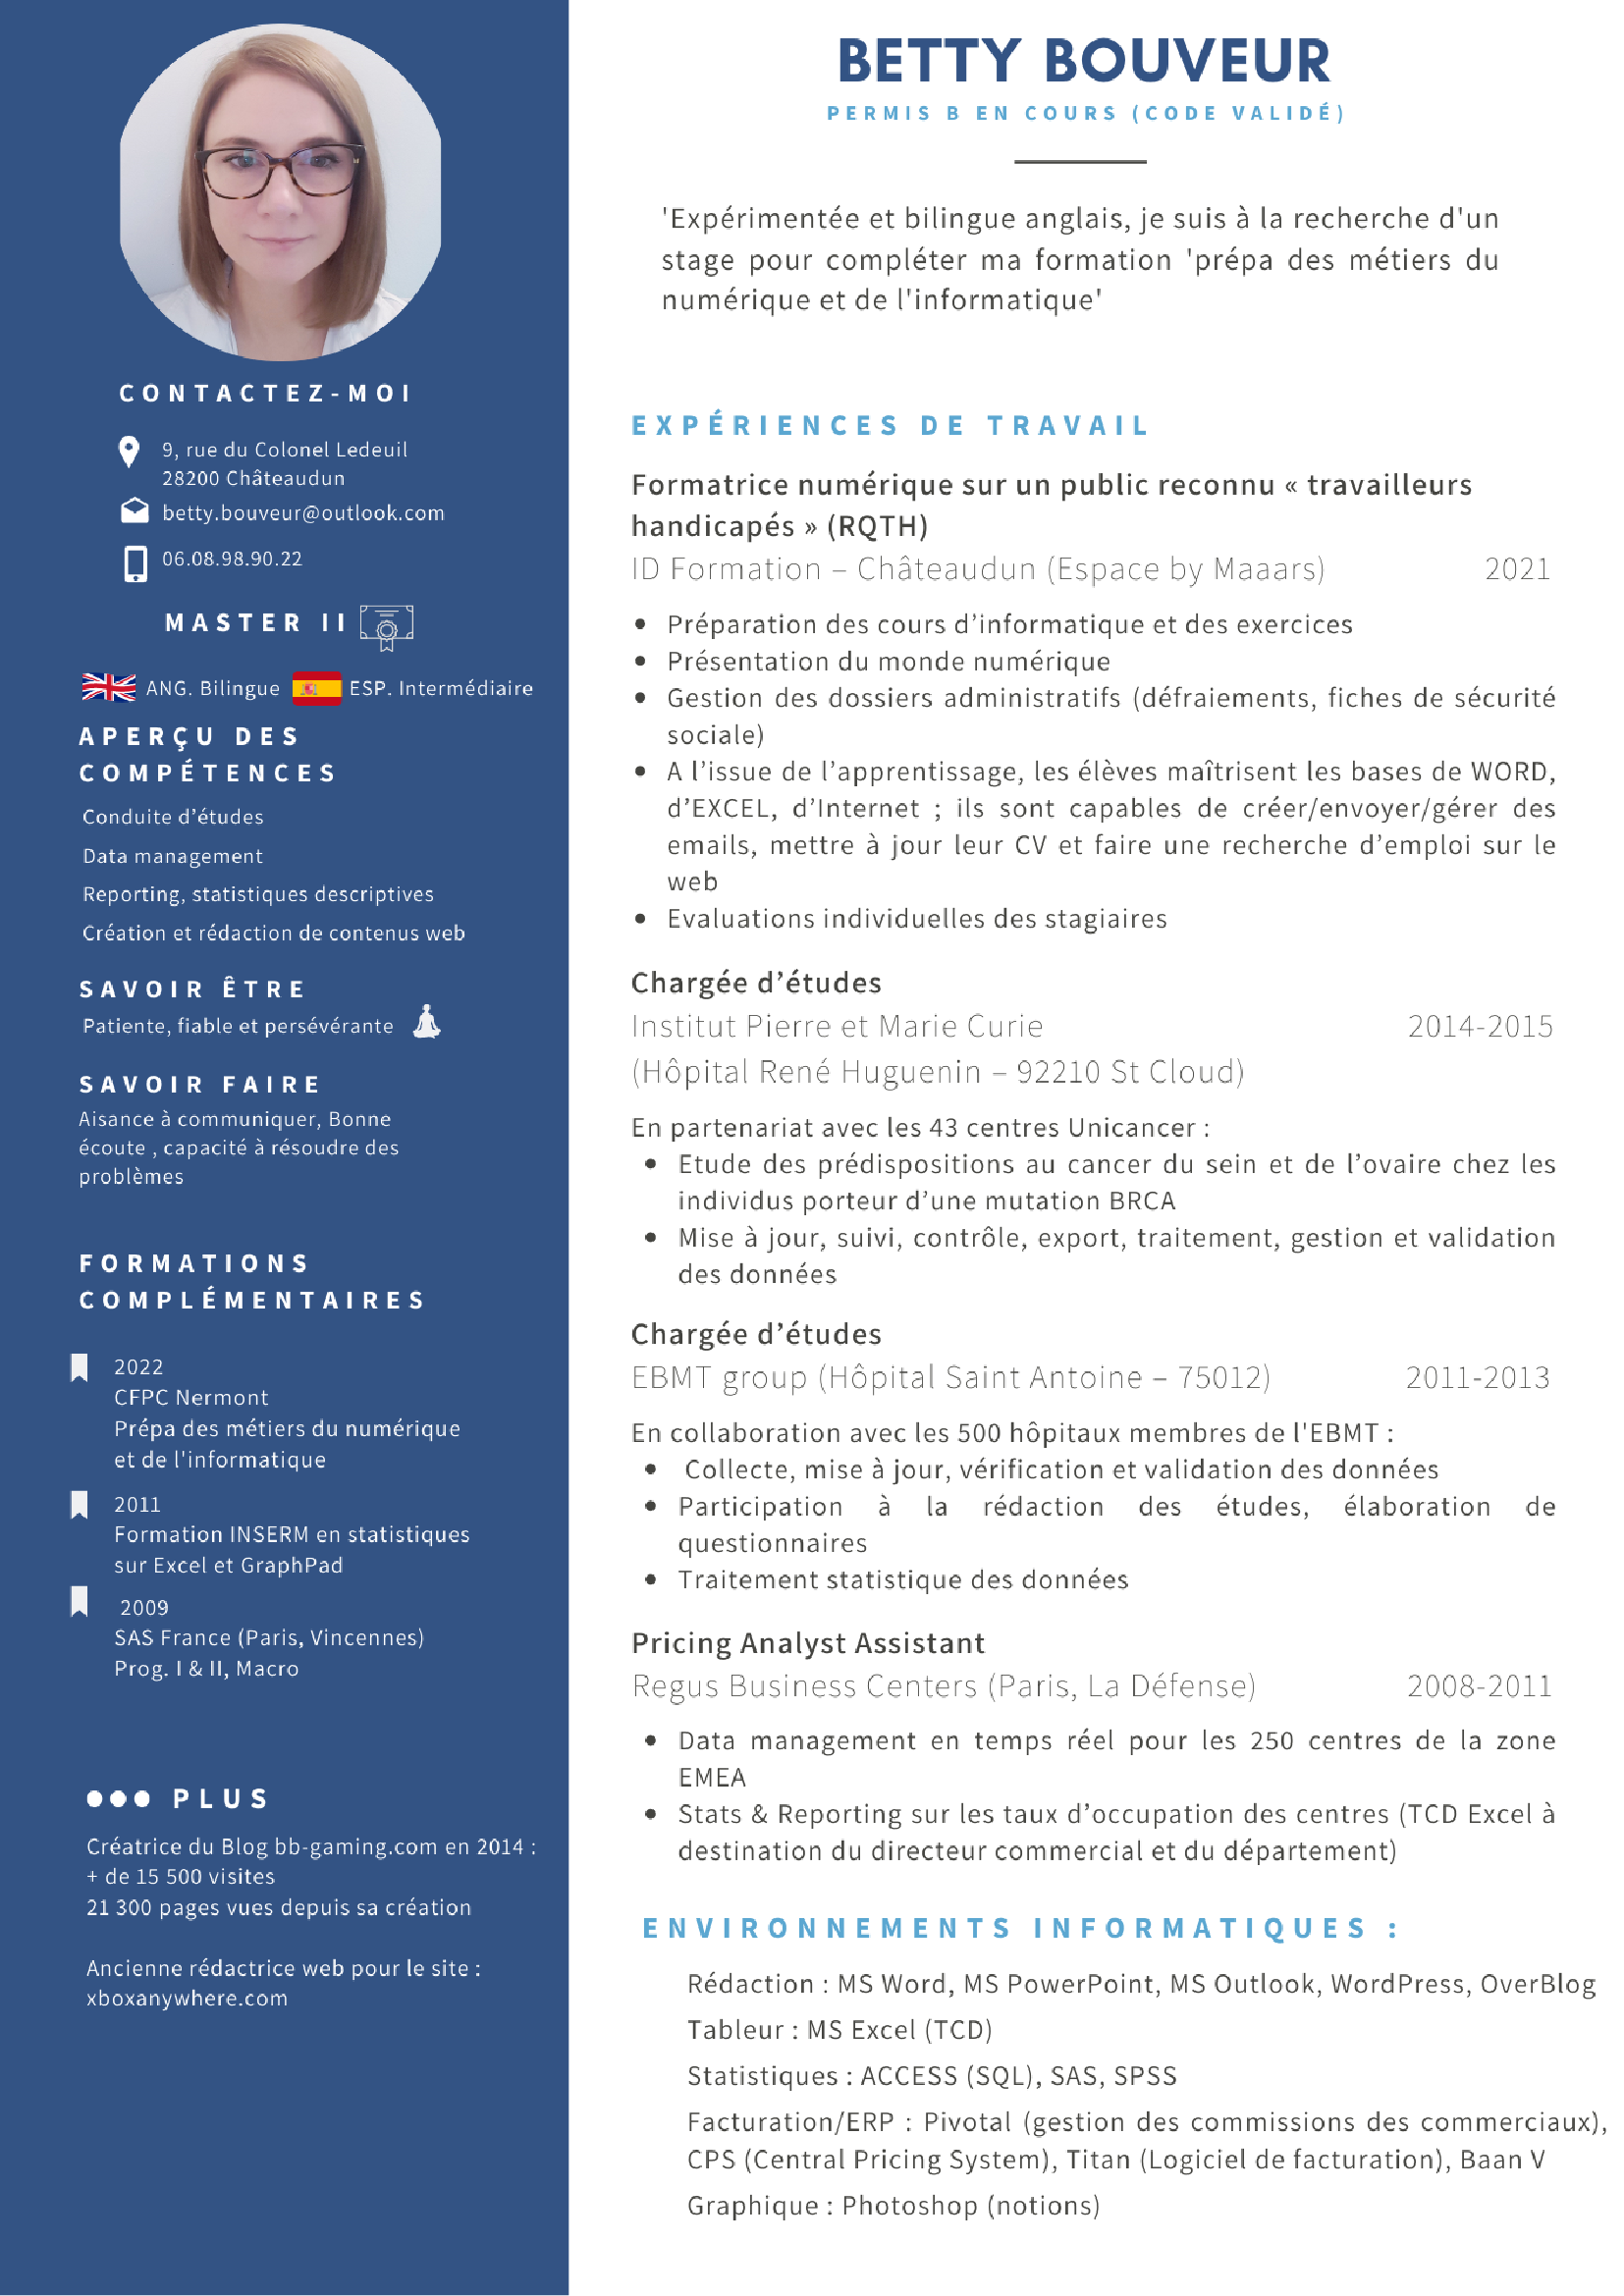 BETTY BOUVEUR
PERMIS B EN COURS (CODE VALIDÉ)
'Expérimentée et bilingue anglais, je suis à la recherche d'un
stage pour compléter ma formation 'prépa des métiers du
numérique et de l'informatique'
CONTACTEZ-MOI
9, rue du Colonel Ledeuil
28200 Châteaudun
betty.bouveur@outlook.com
06.08.98.90.22
MASTER II
ANG. Bilingue ESP. Intermédiaire
APERÇU DES
COMPÉTENCES
Conduite d’études
Data management
Reporting, statistiques descriptives
Création et rédaction de contenus web
SAVOIR ÊTRE
Patiente, fiable et persévérante
SAVOIR FAIRE
Aisance à communiquer, Bonne
écoute , capacité à résoudre des
problèmes
FORMATIONS
COMPLÉMENTAIRES
2022
CFPC Nermont
Prépa des métiers du numérique
et de l'informatique
2011
Formation INSERM en statistiques
sur Excel et GraphPad
2009
SAS France (Paris, Vincennes)
Prog. I & II, Macro
PLUS
Créatrice du Blog bb-gaming.com en 2014 :
+ de 15 500 visites
21 300 pages vues depuis sa création
Ancienne rédactrice web pour le site :
xboxanywhere.com
EXPÉRIENCES DE TRAVAIL
Formatrice numérique sur un public reconnu « travailleurs
handicapés » (RQTH)
ID Formation – Châteaudun (Espace by Maaars) 2021
• Préparation des cours d’informatique et des exercices
• Présentation du monde numérique
• Gestion des dossiers administratifs (défraiements, fiches de sécurité
sociale)
• A l’issue de l’apprentissage, les élèves maîtrisent les bases de WORD,
d’EXCEL, d’Internet ; ils sont capables de créer/envoyer/gérer des
emails, mettre à jour leur CV et faire une recherche d’emploi sur le
web
• Evaluations individuelles des stagiaires
Chargée d’études
Institut Pierre et Marie Curie 2014-2015
(Hôpital René Huguenin – 92210 St Cloud)
En partenariat avec les 43 centres Unicancer :
• Etude des prédispositions au cancer du sein et de l’ovaire chez les
individus porteur d’une mutation BRCA
• Mise à jour, suivi, contrôle, export, traitement, gestion et validation
des données
Chargée d’études
EBMT group (Hôpital Saint Antoine – 75012) 2011-2013
En collaboration avec les 500 hôpitaux membres de l'EBMT :
• Collecte, mise à jour, vérification et validation des données
• Participation à la rédaction des études, élaboration de
questionnaires
• Traitement statistique des données
Pricing Analyst Assistant
Regus Business Centers (Paris, La Défense) 2008-2011
• Data management en temps réel pour les 250 centres de la zone
EMEA
• Stats & Reporting sur les taux d’occupation des centres (TCD Excel à
destination du directeur commercial et du département)
ENVIRONNEMENTS INFORMATIQUES :
Rédaction : MS Word, MS PowerPoint, MS Outlook, WordPress, OverBlog
Tableur : MS Excel (TCD)
Statistiques : ACCESS (SQL), SAS, SPSS
Facturation/ERP : Pivotal (gestion des commissions des commerciaux),
CPS (Central Pricing System), Titan (Logiciel de facturation), Baan V
Graphique : Photoshop (notions)